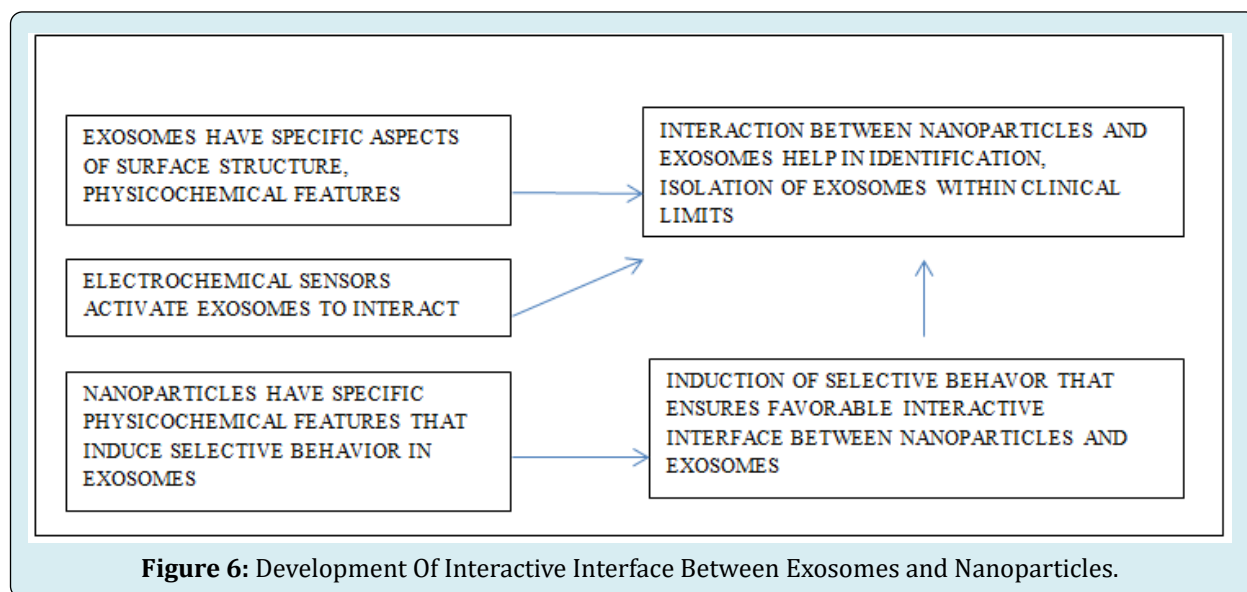 EXOSOMES HAVE SPECIFIC ASPECTS
OF SURFACE STRUCTURE,
PHYSICOCHEMICAL FEATURES
ELECTROCHEMICAL SENSORS
ACTIVATE EXOSOMES TO INTERACT
NANOPARTICLES HAVE SPECIFIC
PHYSICOCHEMICAL FEATURES THAT
INDUCE SELECTIVE BEHAVIOR IN
EXOSOMES
INTERACTION BETWEEN NANOPARTICLES AND
EXOSOMES HELP IN IDENTIFICATION,
ISOLATION OF EXOSOMES WITHIN CLINICAL
LIMITS
INDUCTION OF SELECTIVE BEHAVOR THAT
ENSURES FAVORABLE INTERACTIVE
INTERFACE BETWEEN NANOPARTICLES AND
EXOSOMES
Figure 6: Development Of Interactive Interface Between Exosomes and Nanoparticles.